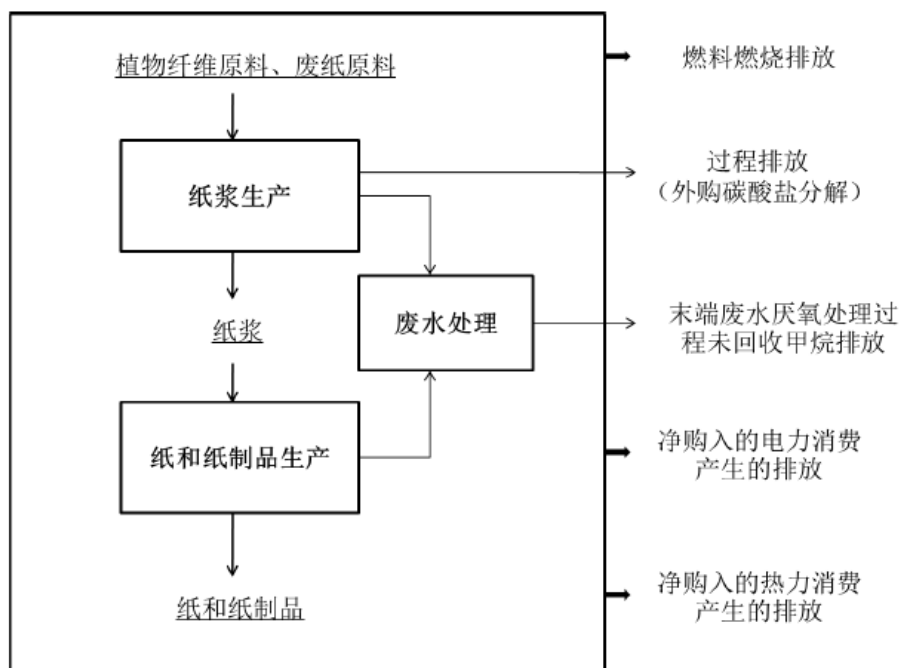 植物纤维原料、废纸原料
燃料燃烧排放
纸浆生产
过程排放
（外购碳酸盐分解）
纸浆
废水处理
末端废水厌氧处理过
程未回收甲烷排放
纸和纸制品生产
净购入的电力消费
产生的排放
纸和纸制品
净购入的热力消费
产生的排放